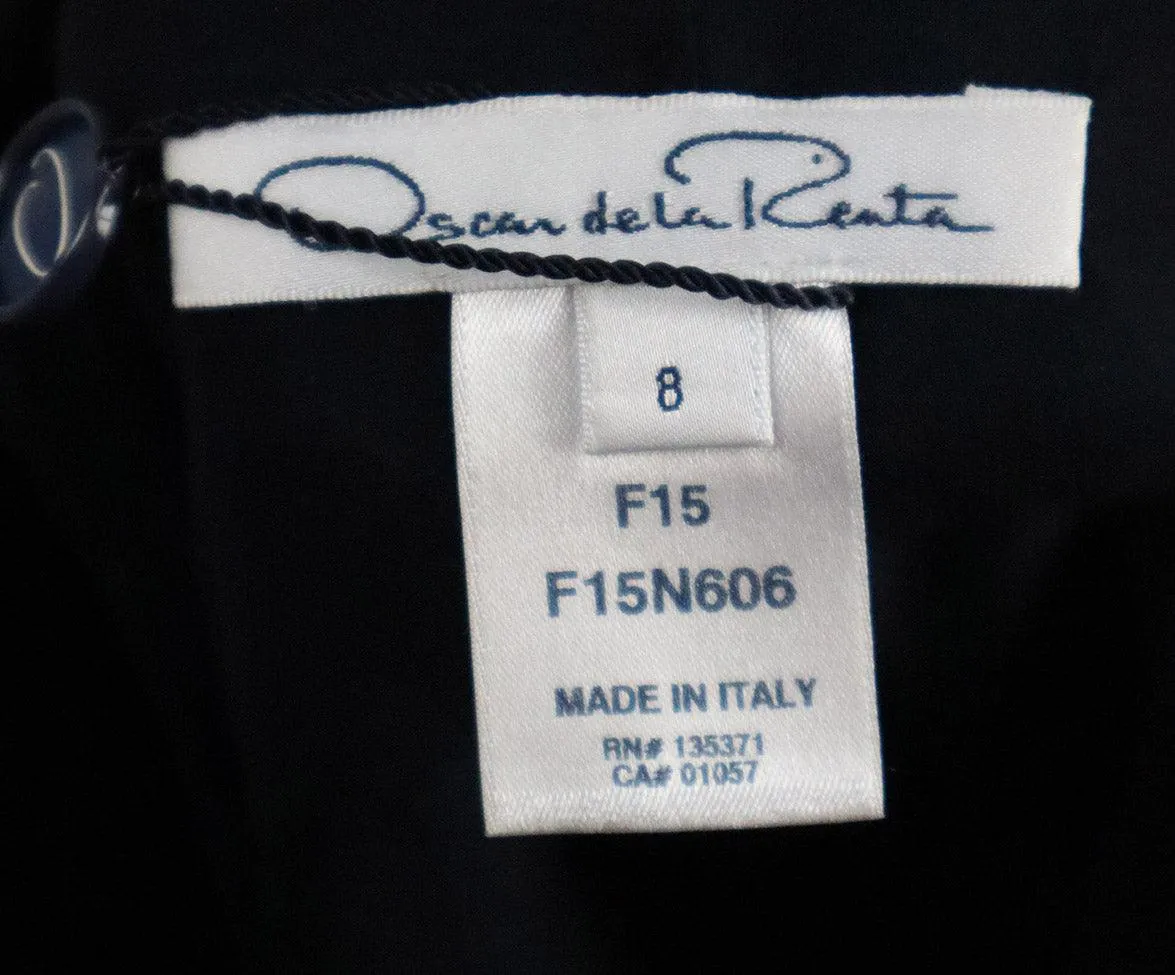 Oscar de la Renta
8
F15
F15N606
MADE IN ITALY
RN# 135371
CA# 01057